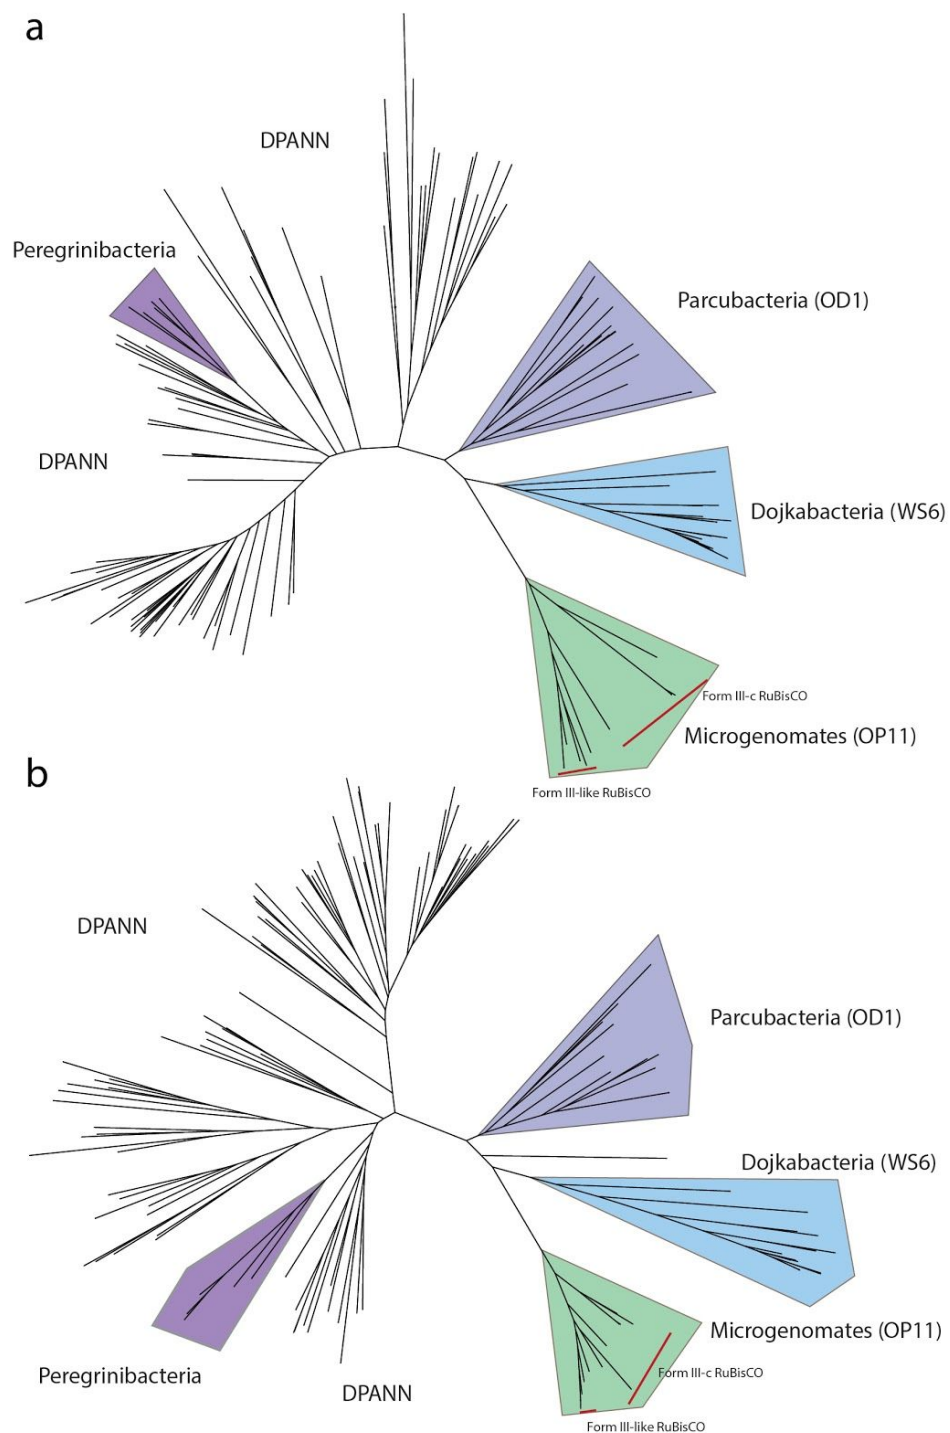 a
DPANN
Peregrinibacteria
Parcubacteria (OD1)
DPANN
Dojkabacteria (WS6)
Form III-c RuBisCO
Microgenomates (OP11)
Form III-like RuBisCO
b
DPANN
Parcubacteria (OD1)
Dojkabacteria (WS6)
Microgenomates (OP11)
Form III-c RuBisCO
Peregrinibacteria
DPANN
Form III-like RuBisCO